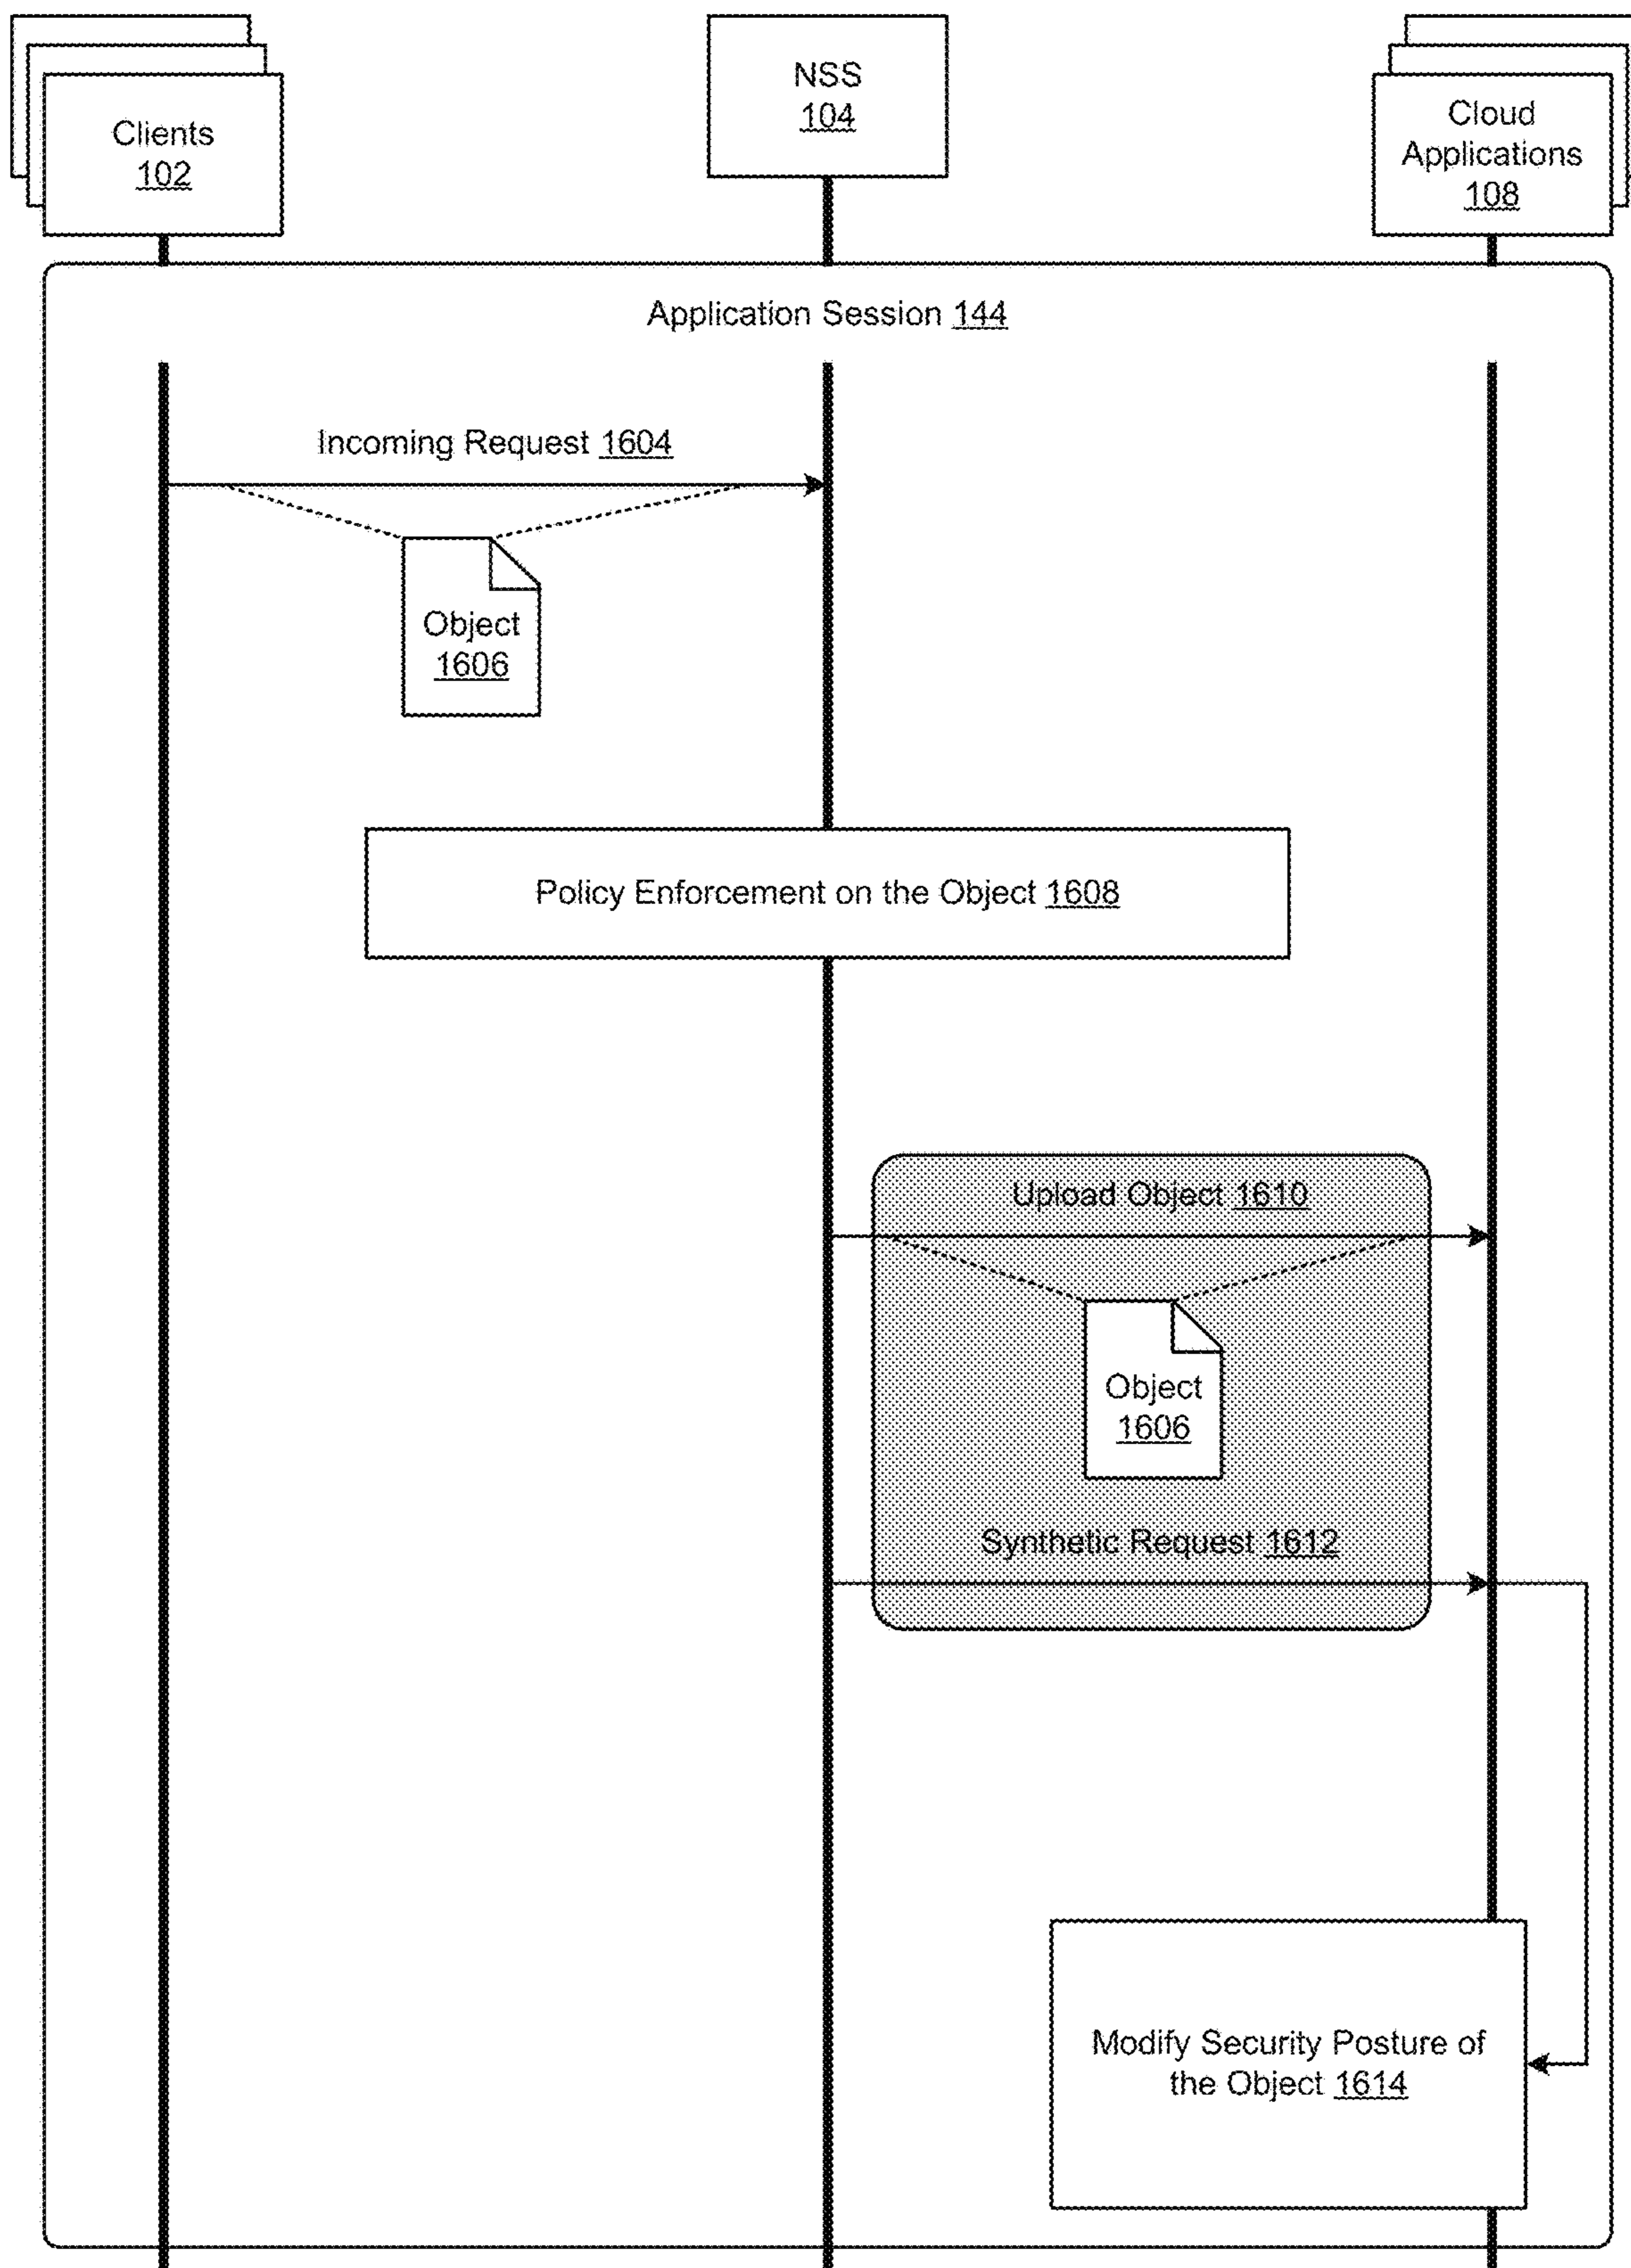 Clients
102
NSS
104
Cloud
Applications
108
Application Session 144
Incoming Request 1604
Object
1606
Policy Enforcement on the Object 1608
Upload Object 1610
Object
1606
Synthetic Request 1612
Modify Security Posture of
the Object 1614